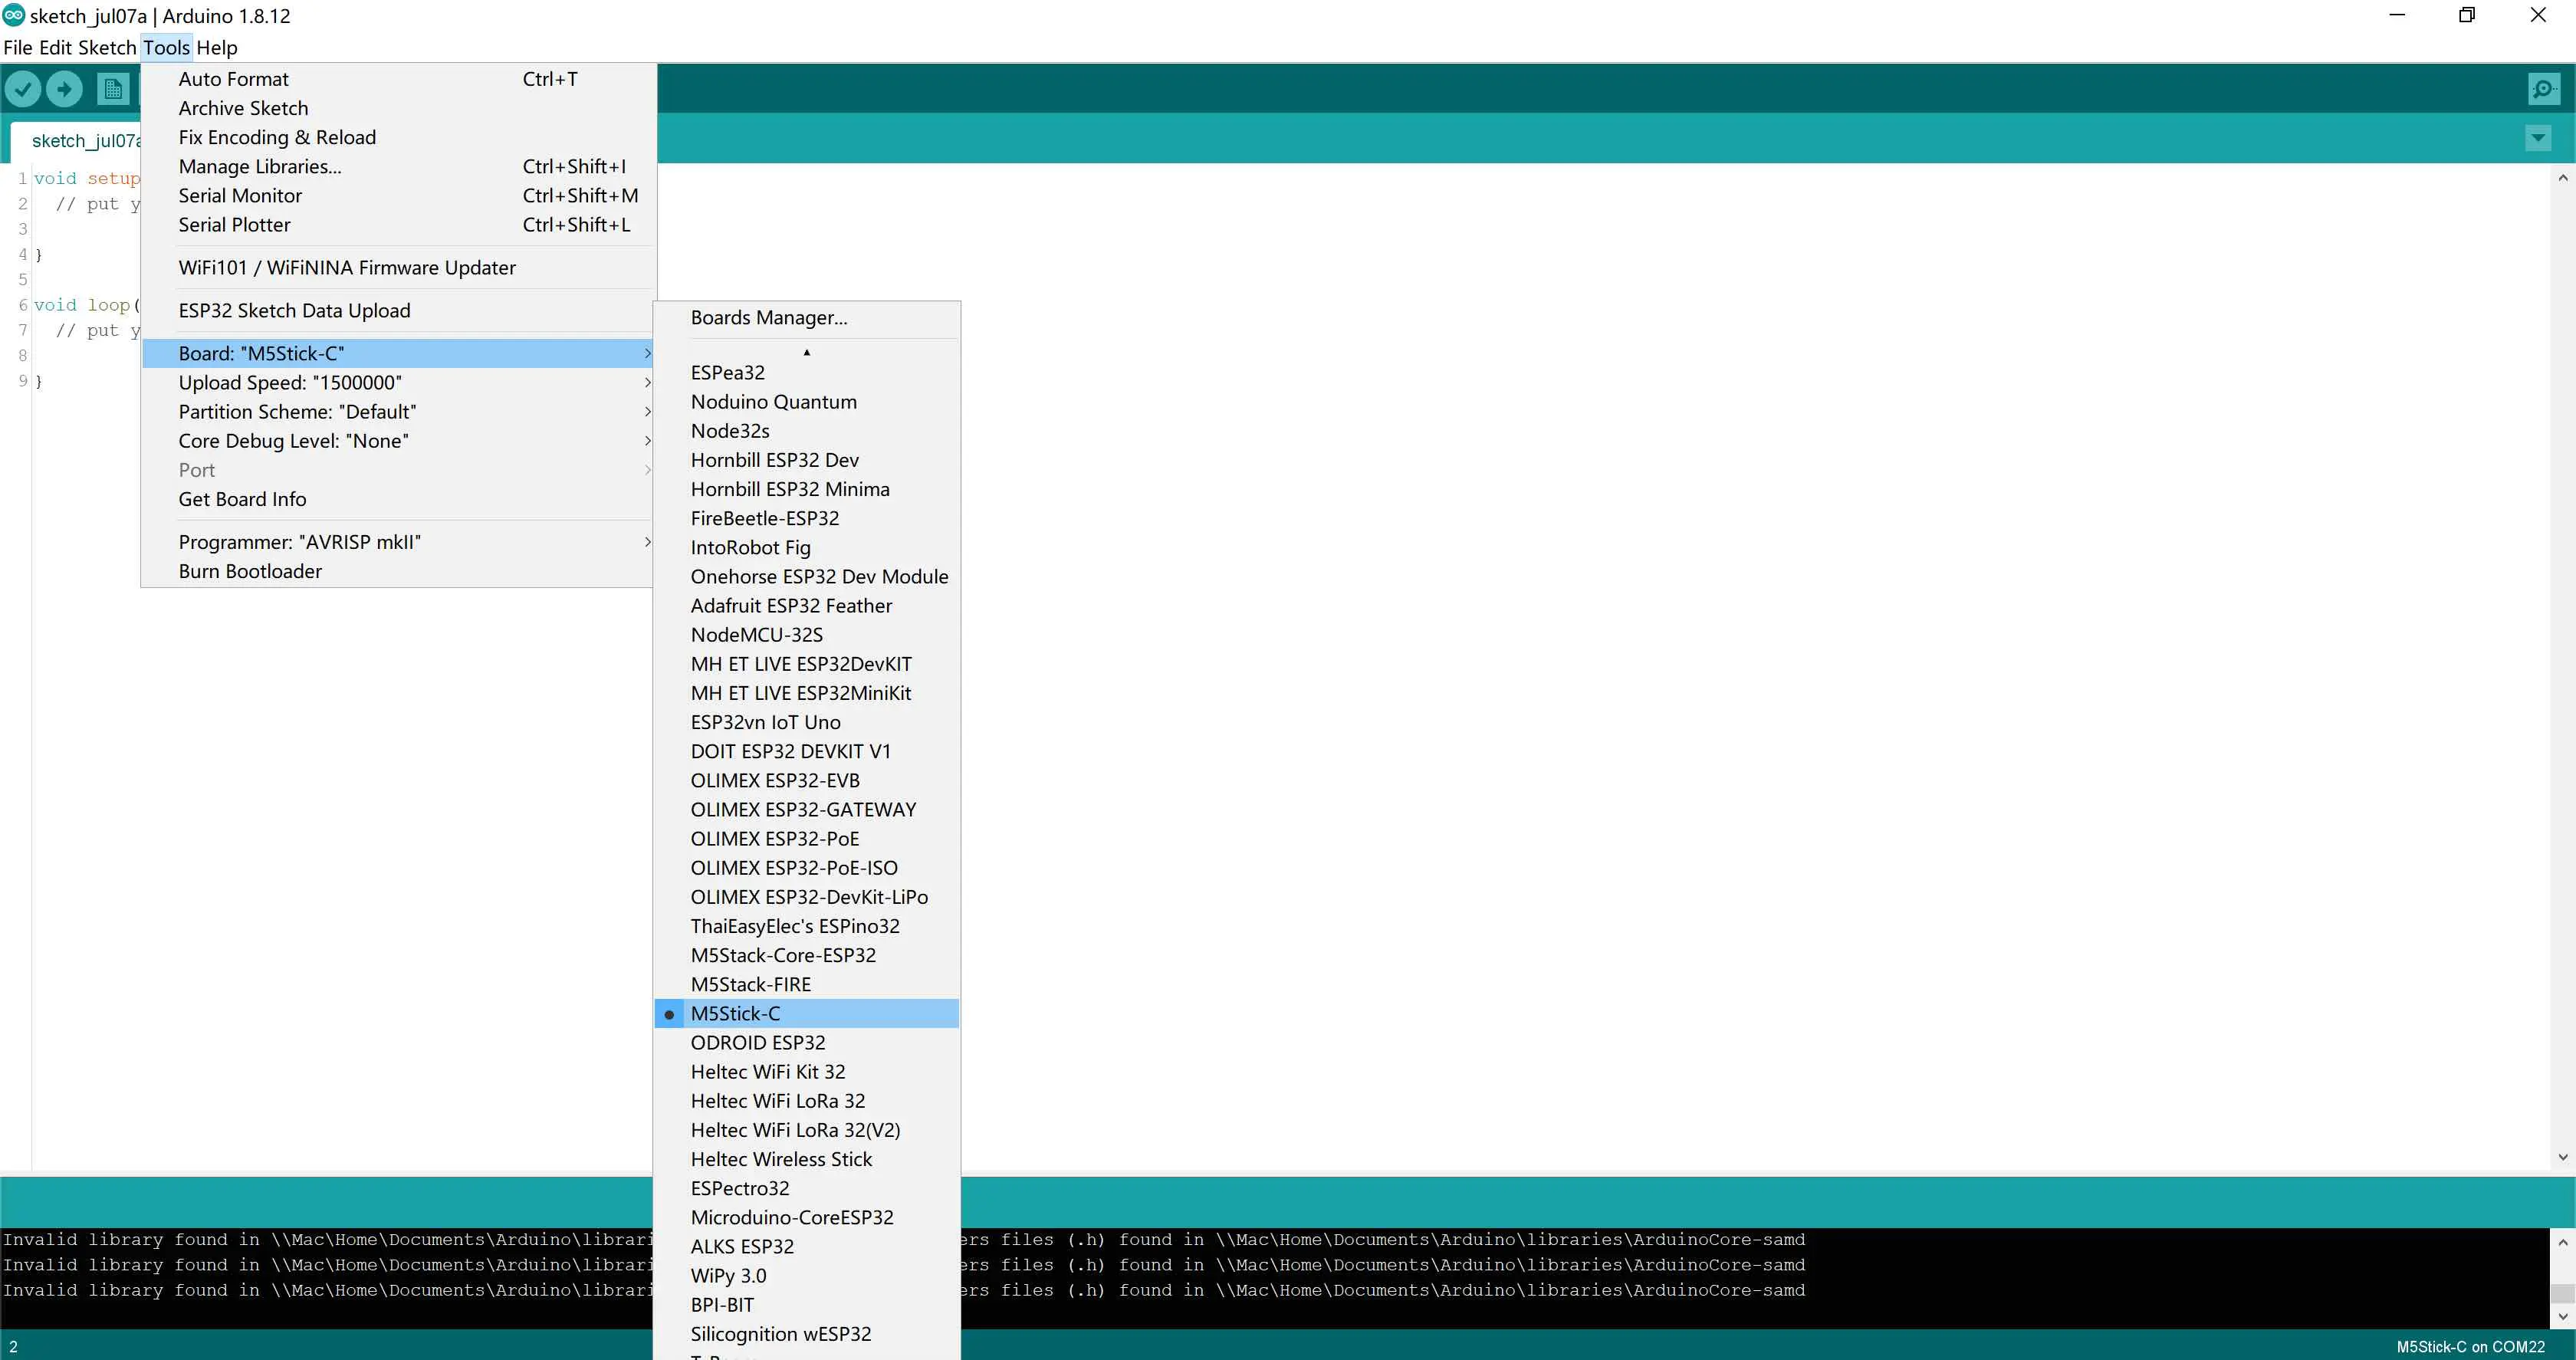 sketch_jul07a | Arduino 1.8.12
File Edit Sketch Tools Help
Auto Format Ctrl+T
Archive Sketch
Fix Encoding & Reload
Manage Libraries... Ctrl+Shift+I
Serial Monitor Ctrl+Shift+M
Serial Plotter Ctrl+Shift+L
WiFi101 / WiFiNINA Firmware Updater
ESP32 Sketch Data Upload
Board: "M5Stick-C"
Upload Speed: "1500000"
Partition Scheme: "Default"
Core Debug Level: "None"
Port
Get Board Info
Programmer: "AVRISP mkII"
Burn Bootloader
sketch_jul07a
1 void setup
2 // put y
3
4 }
5
6 void loop(
7 // put y
8
9 }
Boards Manager...
ESPea32
Noduino Quantum
Node32s
Hornbill ESP32 Dev
Hornbill ESP32 Minima
FireBeetle-ESP32
IntoRobot Fig
Onehorse ESP32 Dev Module
Adafruit ESP32 Feather
NodeMCU-32S
MH ET LIVE ESP32DevKIT
MH ET LIVE ESP32MiniKit
ESP32vn IoT Uno
DOIT ESP32 DEVKIT V1
OLIMEX ESP32-EVB
OLIMEX ESP32-GATEWAY
OLIMEX ESP32-PoE
OLIMEX ESP32-PoE-ISO
OLIMEX ESP32-DevKit-LiPo
ThaiEasyElec's ESPino32
M5Stack-Core-ESP32
M5Stack-FIRE
M5Stick-C
ODROID ESP32
Heltec WiFi Kit 32
Heltec WiFi LoRa 32
Heltec WiFi LoRa 32(V2)
Heltec Wireless Stick
ESPectro32
Microduino-CoreESP32
ALKS ESP32
WiPy 3.0
BPI-BIT
Silicognition wESP32
Invalid library found in \\Mac\Home\Documents\Arduino\librari ers files (.h) found in \\Mac\Home\Documents\Arduino\libraries\ArduinoCore-samd
Invalid library found in \\Mac\Home\Documents\Arduino\librari ers files (.h) found in \\Mac\Home\Documents\Arduino\libraries\ArduinoCore-samd
Invalid library found in \\Mac\Home\Documents\Arduino\librari ers files (.h) found in \\Mac\Home\Documents\Arduino\libraries\ArduinoCore-samd
2
M5Stick-C on COM22